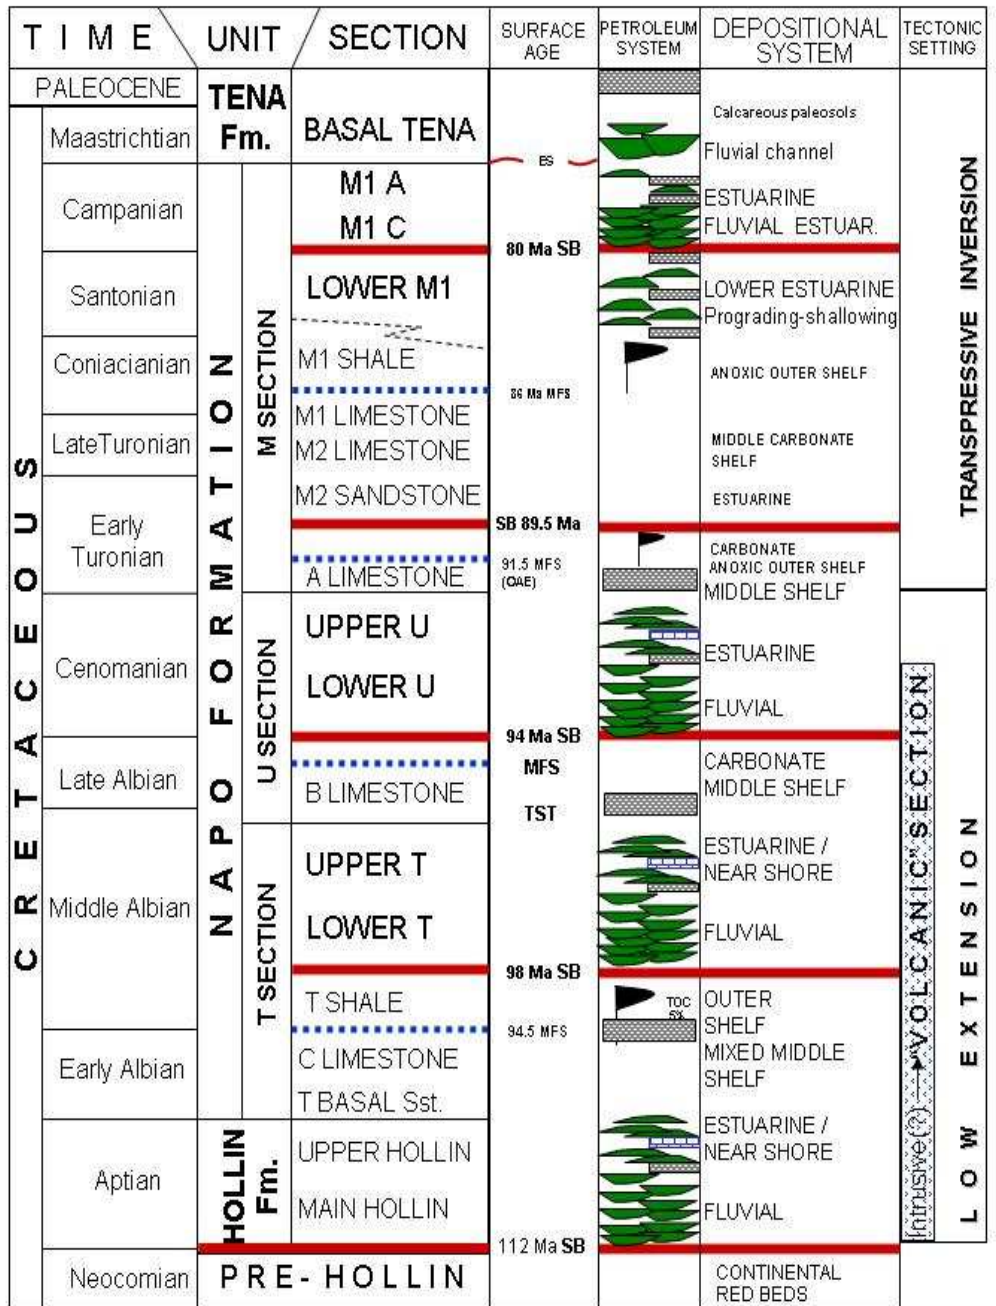 TIME
UNIT
SECTION
SURFACE
AGE
PETROLEUM
SYSTEM
DEPOSITIONAL
SYSTEM
TECTONIC
SETTING
PALEOCENE
CRETACEOUS
Maastrichtian
Campanian
Santonian
Coniacianian
Late Turonian
Early
Turonian
Cenomanian
Late Albian
Middle Albian
Early Albian
Aptian
Neocomian
TENA
Fm.
NAPO FORMATION
M SECTION
U SECTION
T SECTION
HOLLIN
Fm.
PRE-HOLLIN
BASAL TENA
M1 A
M1 C
LOWER M1
M1 SHALE
M1 LIMESTONE
M2 LIMESTONE
M2 SANDSTONE
A LIMESTONE
UPPER U
LOWER U
B LIMESTONE
UPPER T
LOWER T
T SHALE
C LIMESTONE
T BASAL Sst.
UPPER HOLLIN
MAIN HOLLIN
ES
80 Ma SB
86 Ma MFS
SB 89.5 Ma
91.5 MFS
(OAE)
94 Ma SB
MFS
TST
98 Ma SB
94.5 MFS
112 Ma SB
TOC
5%
Calcareous paleosols
Fluvial channel
ESTUARINE
FLUVIAL ESTUAR.
LOWER ESTUARINE
Prograding-shallowing
ANOXIC OUTER SHELF
MIDDLE CARBONATE
SHELF
ESTUARINE
CARBONATE
ANOXIC OUTER SHELF
MIDDLE SHELF
ESTUARINE
FLUVIAL
CARBONATE
MIDDLE SHELF
ESTUARINE /
NEAR SHORE
FLUVIAL
OUTER
SHELF
MIXED MIDDLE
SHELF
ESTUARINE /
NEAR SHORE
FLUVIAL
CONTINENTAL
RED BEDS
TRANSPRESSIVE INVERSION
Intrusive(?) "VOLCANIC" SECTION
LOW EXTENSION